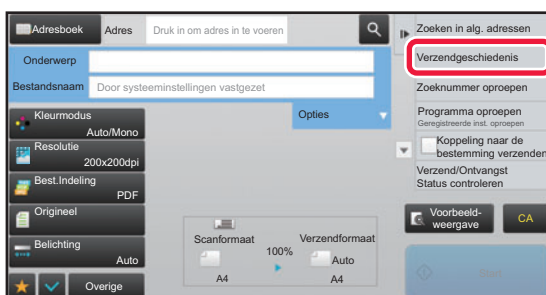 Adresboek
Adres
Druk in om adres in te voeren
Onderwerp
Bestandsnaam
Door systeeminstellingen vastgezet
Opties
Kleurmodus
Auto/Mono
Resolutie
200x200dpi
Best.Indeling
PDF
Origineel
Belichting
Auto
Overige
Scanformaat
A4
100%
Verzendformaat
Auto
A4
Zoeken in alg. adressen
Verzendgeschiedenis
Zoeknummer oproepen
Programma oproepen
Geregistreerde inst. oproepen
Koppeling naar de
bestemming verzenden
Verzend/Ontvangst
Status controleren
Voorbeeld-
weergave
CA
Start